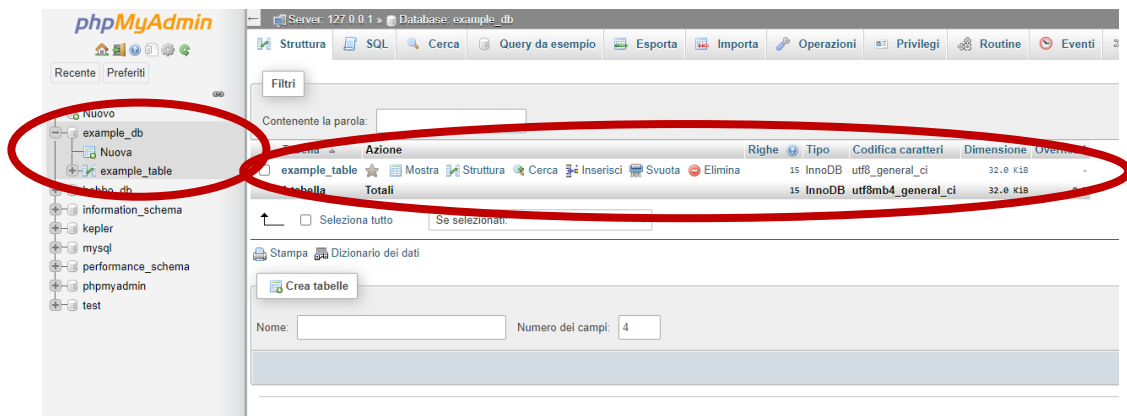 phpMyAdmin
Recente Preferiti
Nuovo
example_db
Nuova
example_table
information_schema
kepler
mysql
performance_schema
phpmyadmin
test
Server: 127.0.0.1 » Database: example_db
Struttura SQL Cerca Query da esempio Esporta Importa Operazioni Privilegi Routine Eventi
Filtri
Contenente la parola:
Tabella Azione Righe Tipo Codifica caratteri Dimensione
example_table Mostra Struttura Cerca Inserisci Svuota Elimina 15 InnoDB utf8_general_ci 32.0 KiB -
tabella Totali 15 InnoDB utf8mb4_general_ci 32.0 KiB
Seleziona tutto Se selezionati:
Stampa Dizionario dei dati
Crea tabelle
Nome: Numero dei campi: 4